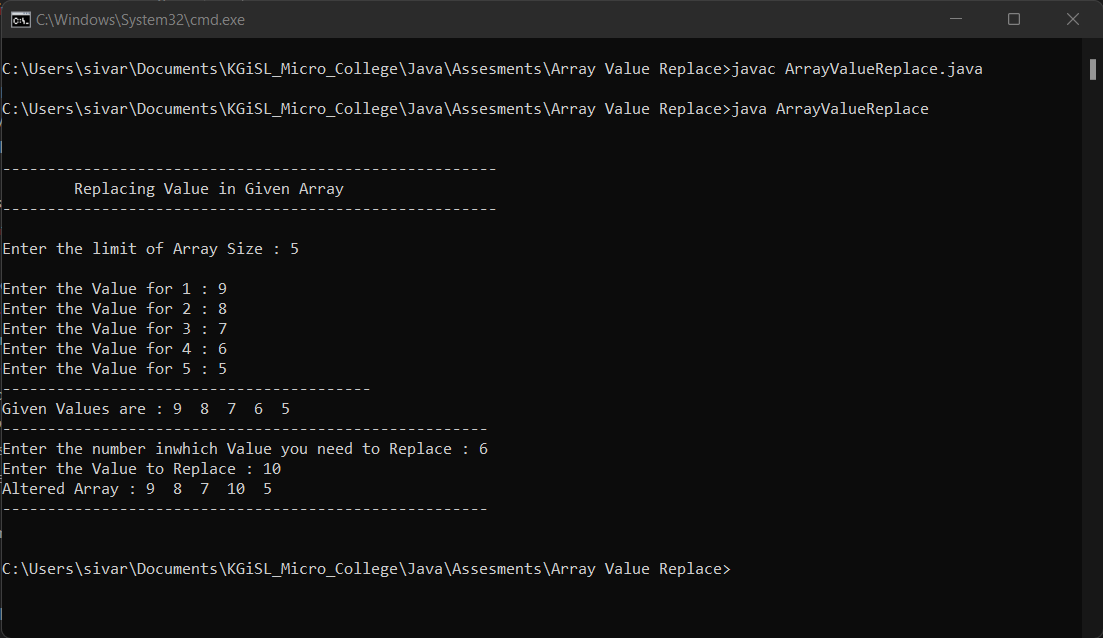 C:\Windows\System32\cmd.exe
C:\Users\sivar\Documents\KGiSL_Micro_College\Java\Assesments\Array Value Replace>javac ArrayValueReplace.java
C:\Users\sivar\Documents\KGiSL_Micro_College\Java\Assesments\Array Value Replace>java ArrayValueReplace
-------------------------------------------------------
        Replacing Value in Given Array
-------------------------------------------------------
Enter the limit of Array Size : 5
Enter the Value for 1 : 9
Enter the Value for 2 : 8
Enter the Value for 3 : 7
Enter the Value for 4 : 6
Enter the Value for 5 : 5
-----------------------------------------
Given Values are : 9  8  7  6  5
------------------------------------------------------
Enter the number inwhich Value you need to Replace : 6
Enter the Value to Replace : 10
Altered Array : 9  8  7  10  5
------------------------------------------------------
C:\Users\sivar\Documents\KGiSL_Micro_College\Java\Assesments\Array Value Replace>